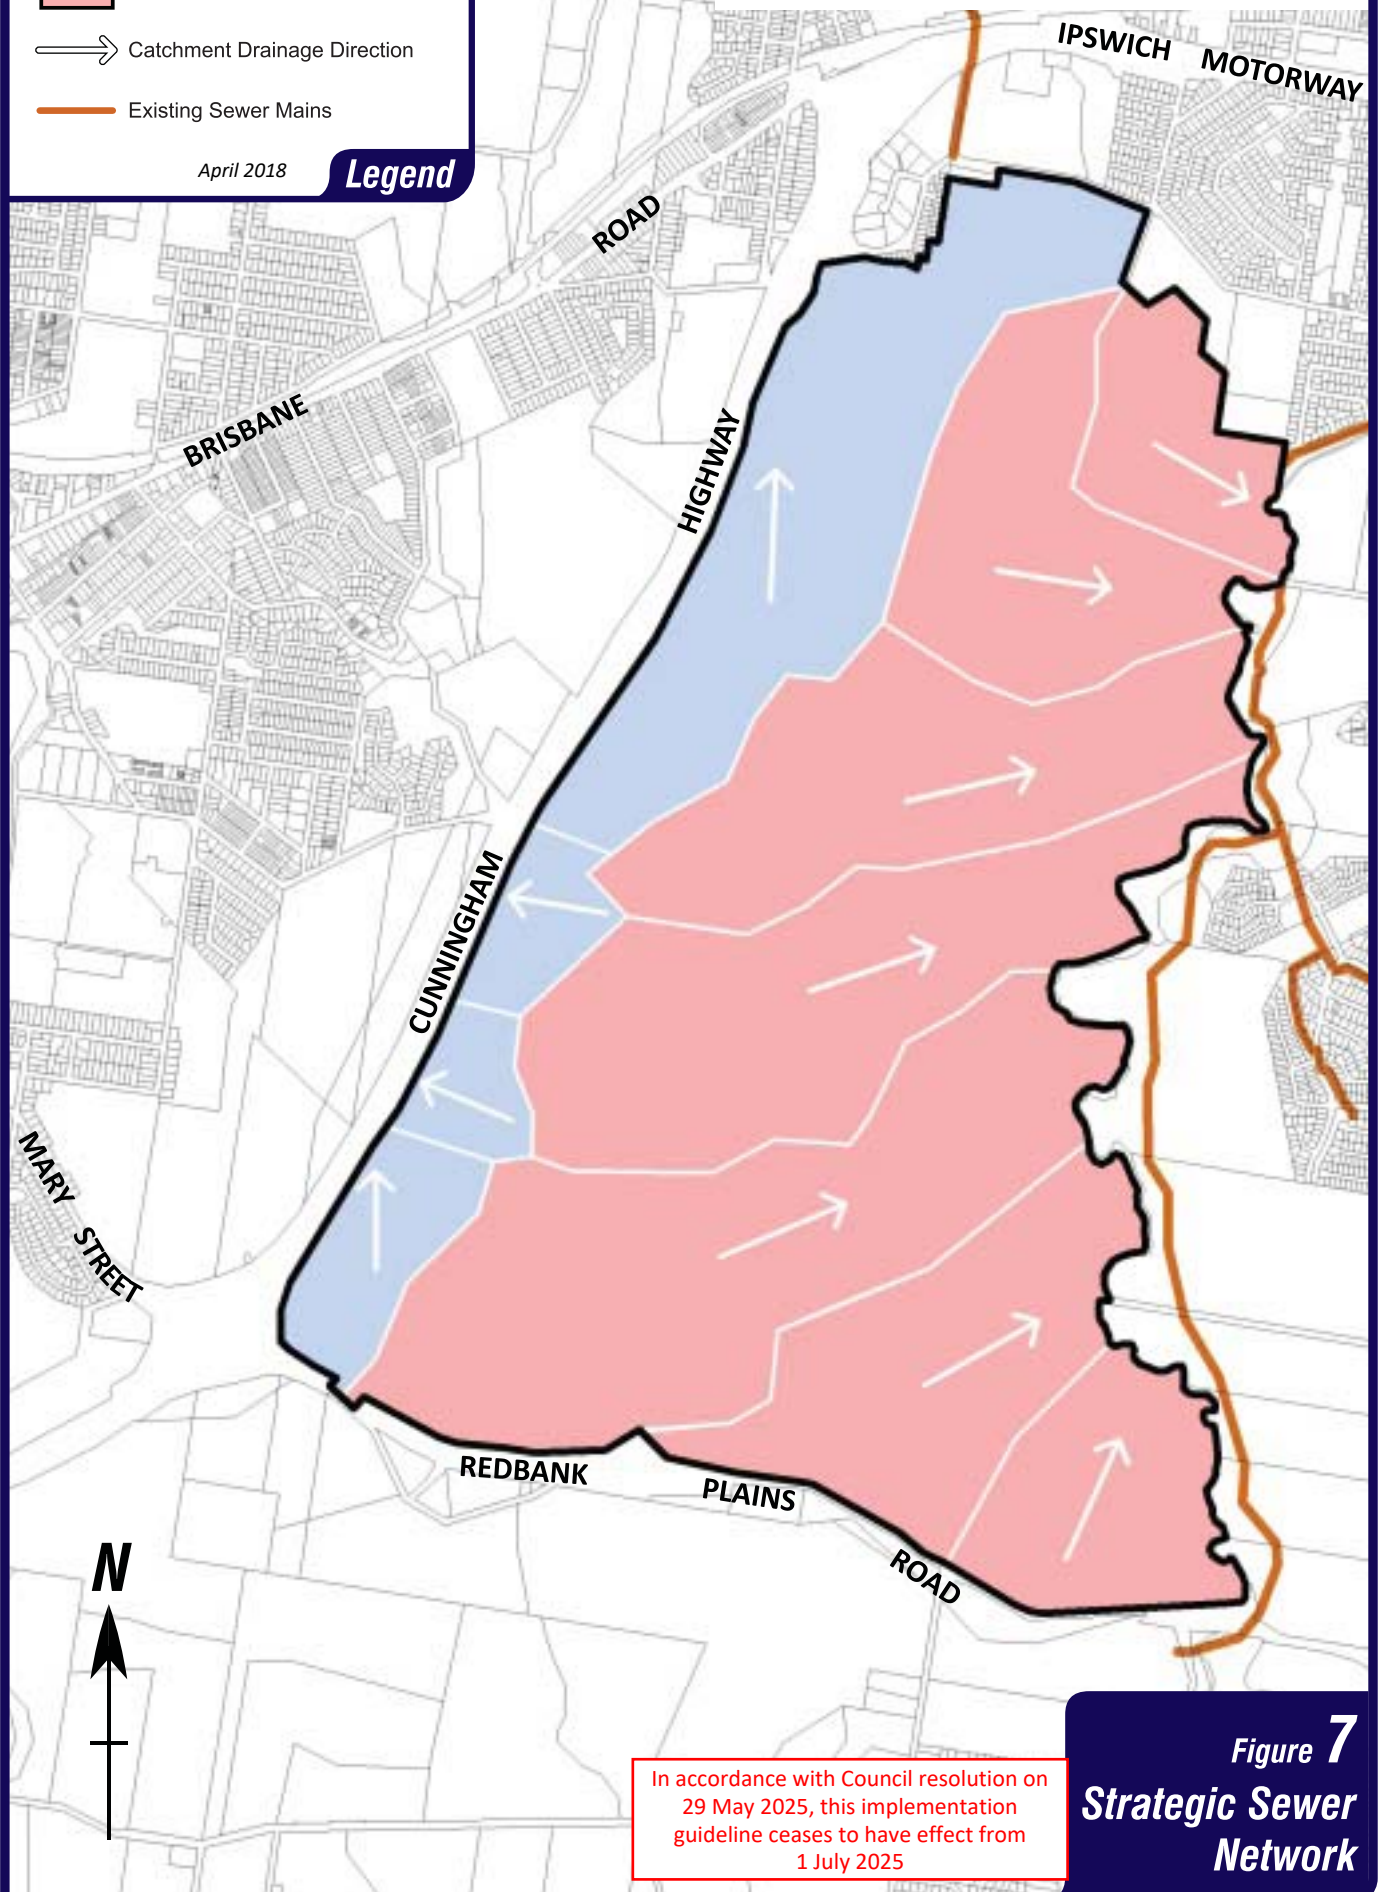 Catchment Drainage Direction
Existing Sewer Mains
April 2018
Legend
IPSWICH MOTORWAY
ROAD
BRISBANE
HIGHWAY
CUNNINGHAM
MARY STREET
REDBANK PLAINS ROAD
N
Figure 7
Strategic Sewer
Network
In accordance with Council resolution on
29 May 2025, this implementation
guideline ceases to have effect from
1 July 2025